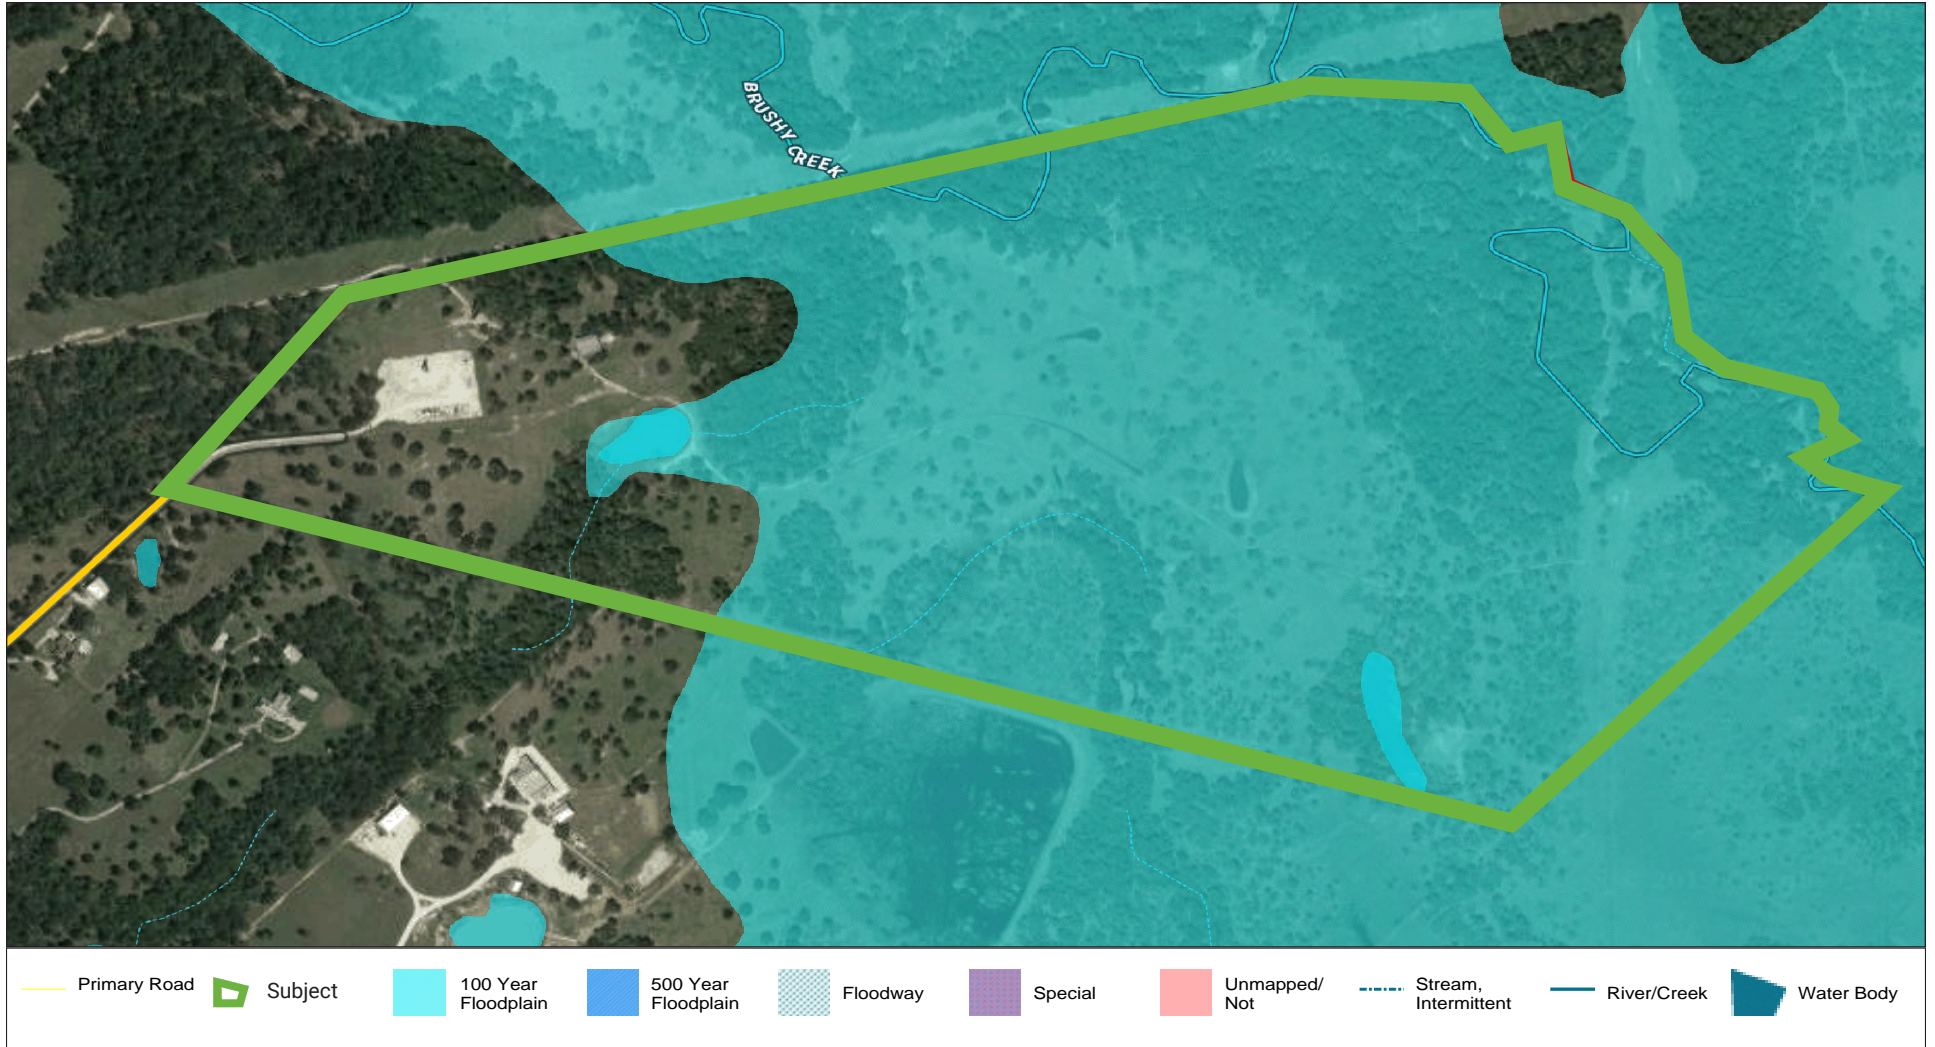 BRUSHY CREEK
Primary Road
Subject
100 Year
Floodplain
500 Year
Floodplain
Floodway
Special
Unmapped/
Not
Stream,
Intermittent
River/Creek
Water Body